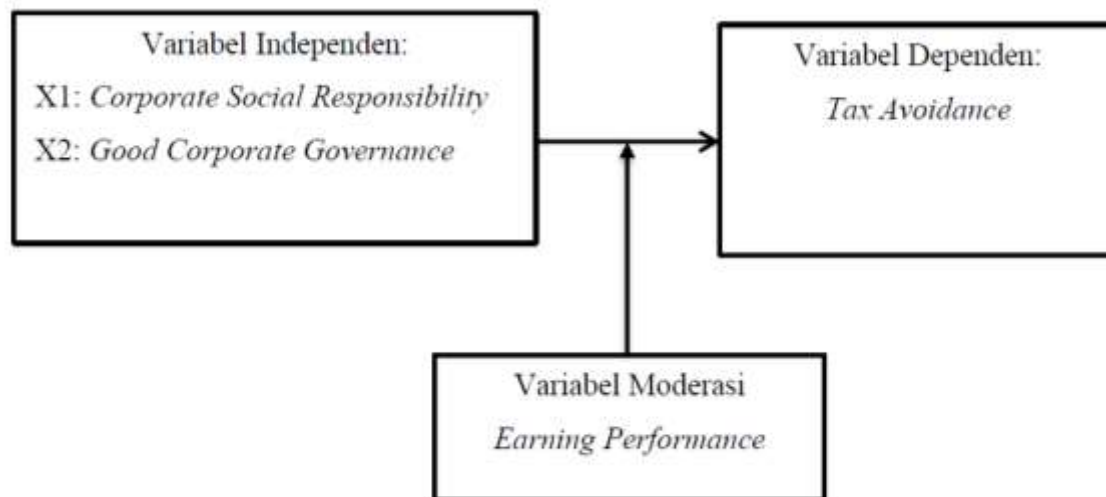 Variabel Independen:
X1: Corporate Social Responsibility
X2: Good Corporate Governance
Variabel Dependen:
Tax Avoidance
Variabel Moderasi
Earning Performance